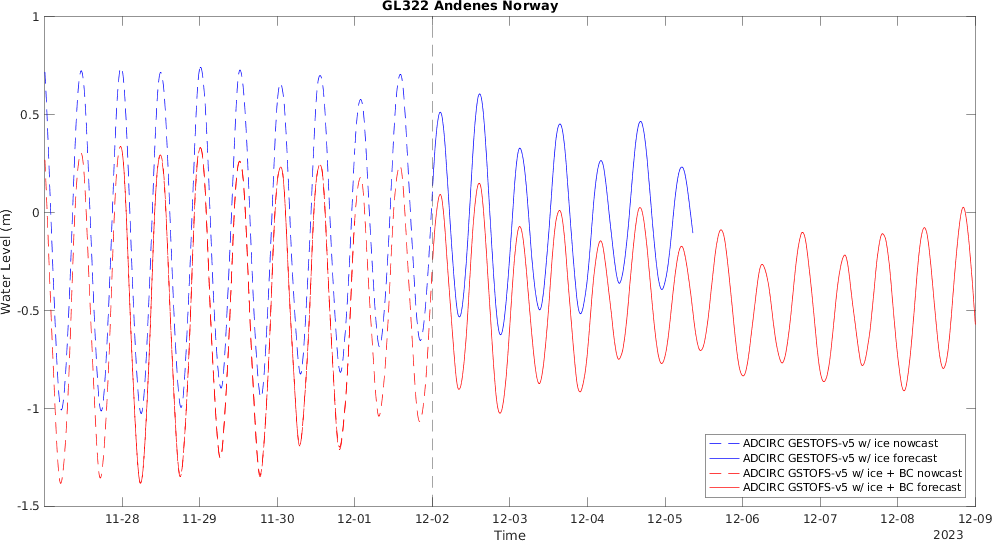 GL322 Andenes Norway
1
0.5
0
-0.5
-1
-1.5
Water Level (m)
ADCIRC GESTOFS-v5 w/ ice nowcast
ADCIRC GESTOFS-v5 w/ ice forecast
ADCIRC GSTOFS-v5 w/ ice + BC nowcast
ADCIRC GSTOFS-v5 w/ ice + BC forecast
11-28 11-29 11-30 12-01 12-02 12-03 12-04 12-05 12-06 12-07 12-08 12-09
Time
2023